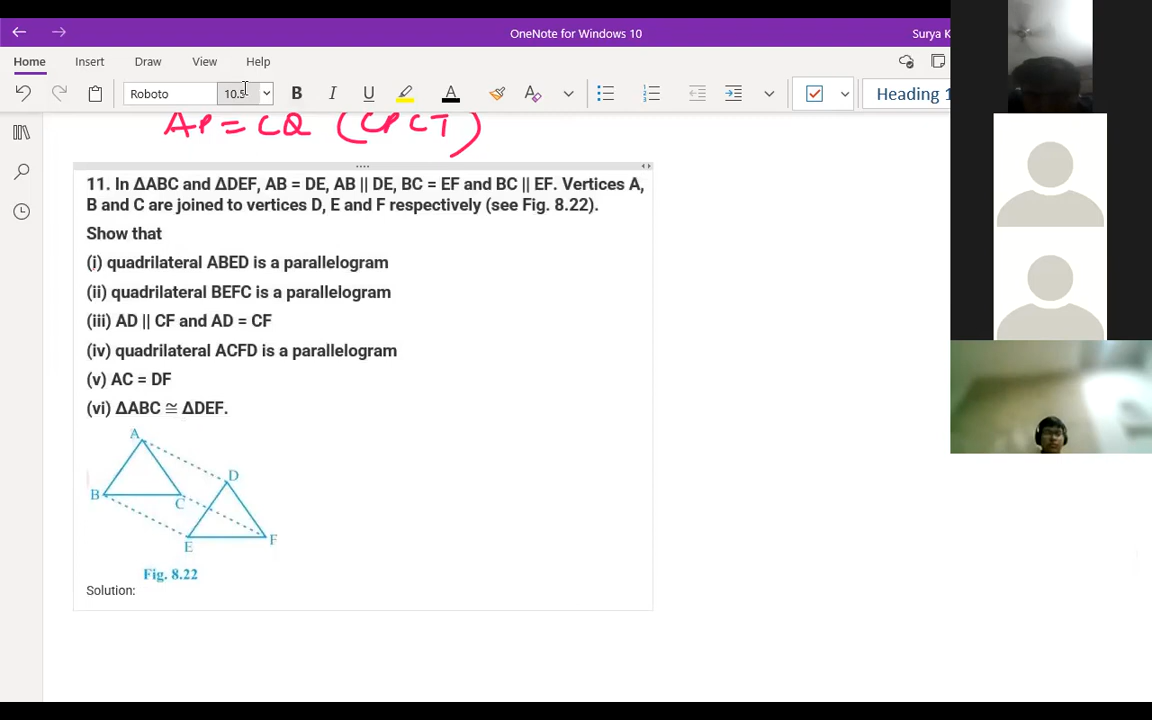 OneNote for Windows 10
Surya K
Home Insert Draw View Help
Roboto 10.5 B I U A Heading 1
AP = CQ (CPCT)
11. In ΔABC and ΔDEF, AB = DE, AB || DE, BC = EF and BC || EF. Vertices A,
B and C are joined to vertices D, E and F respectively (see Fig. 8.22).
Show that
(i) quadrilateral ABED is a parallelogram
(ii) quadrilateral BEFC is a parallelogram
(iii) AD || CF and AD = CF
(iv) quadrilateral ACFD is a parallelogram
(v) AC = DF
(vi) ΔABC ≅ ΔDEF.
A
D
B
C
E
F
Fig. 8.22
Solution: